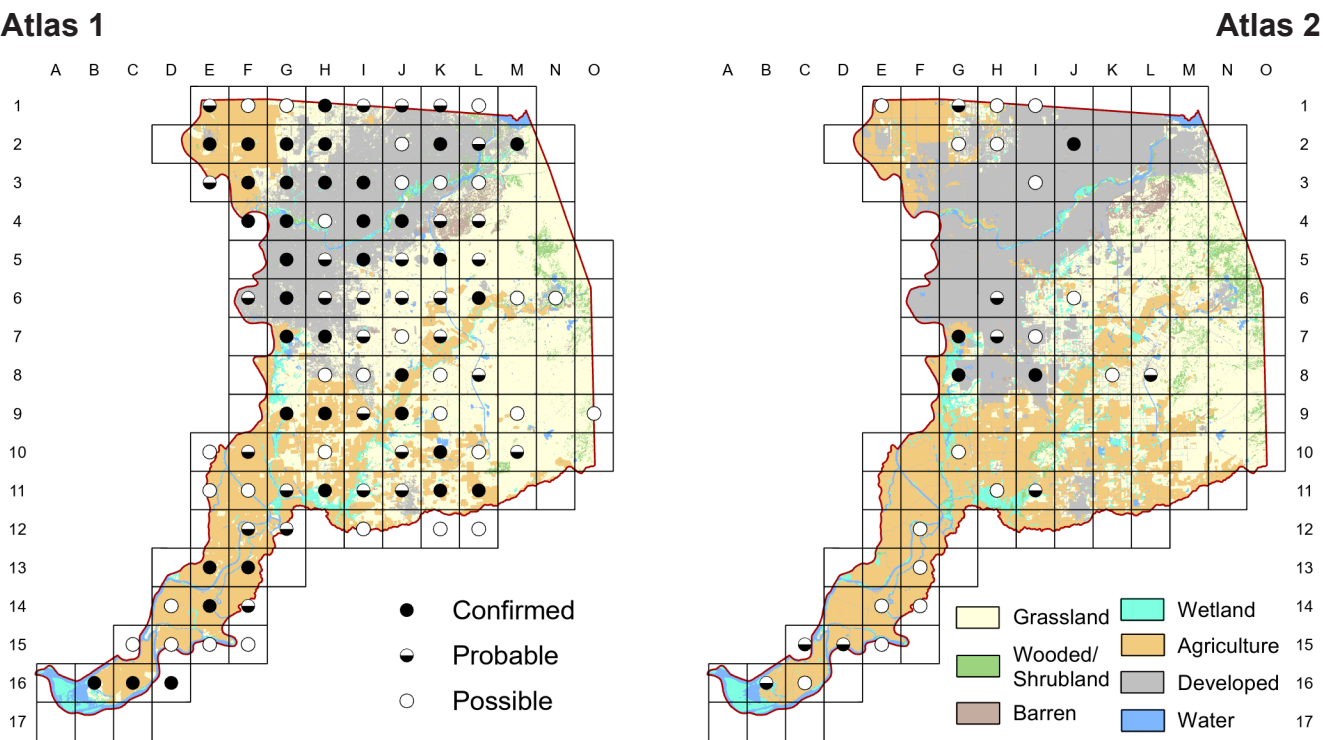 Atlas 1
Atlas 2
A B C D E F G H I J K L M N O
A B C D E F G H I J K L M N O
1
2
3
4
5
6
7
8
9
10
11
12
13
14
15
16
17
1
2
3
4
5
6
7
8
9
10
11
12
13
14
15
16
17
Confirmed
Probable
Possible
Grassland
Wooded/
Shrubland
Barren
Wetland
Agriculture
Developed
Water